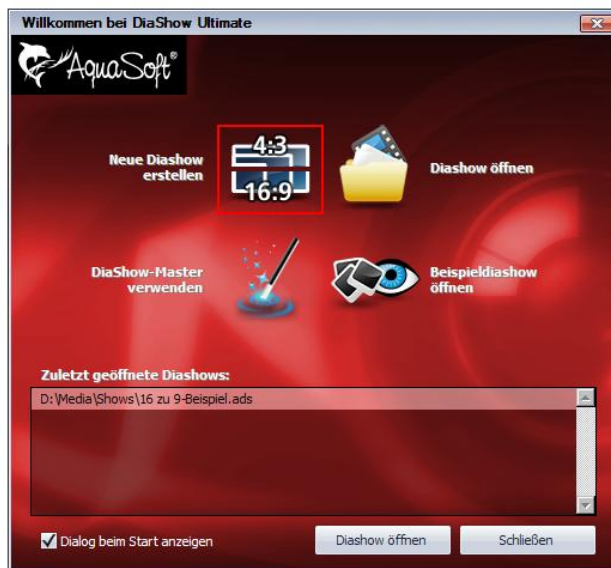 Willkommen bei DiaShow Ultimate
AquaSoft®
Neue Diashow
erstellen
4:3
16:9
Diashow öffnen
DiaShow-Master
verwenden
Beispieldiashow
öffnen
Zuletzt geöffnete Diashows:
D:\Media\Shows\16 zu 9-Beispiel.ads
Dialog beim Start anzeigen
Diashow öffnen
Schließen